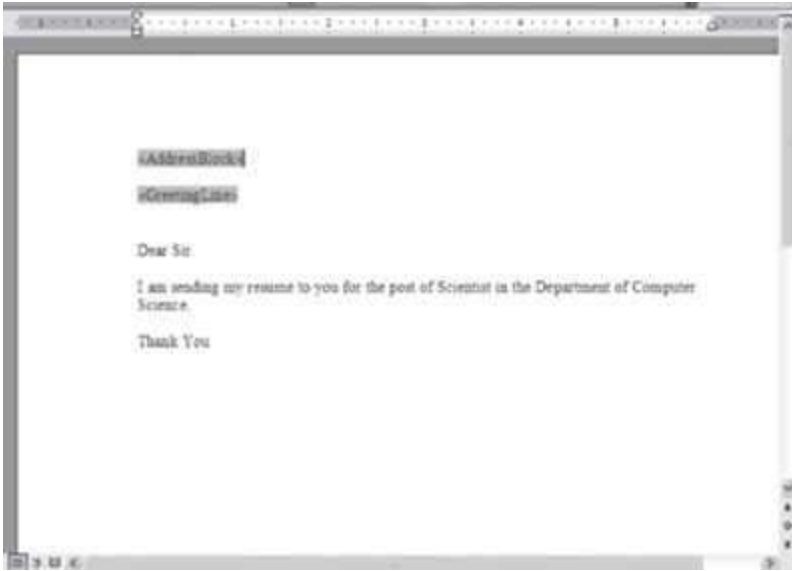 «AddressBlock»
«GreetingLine»
Dear Sir
I am sending my resume to you for the post of Scientist in the Department of Computer
Science.
Thank You